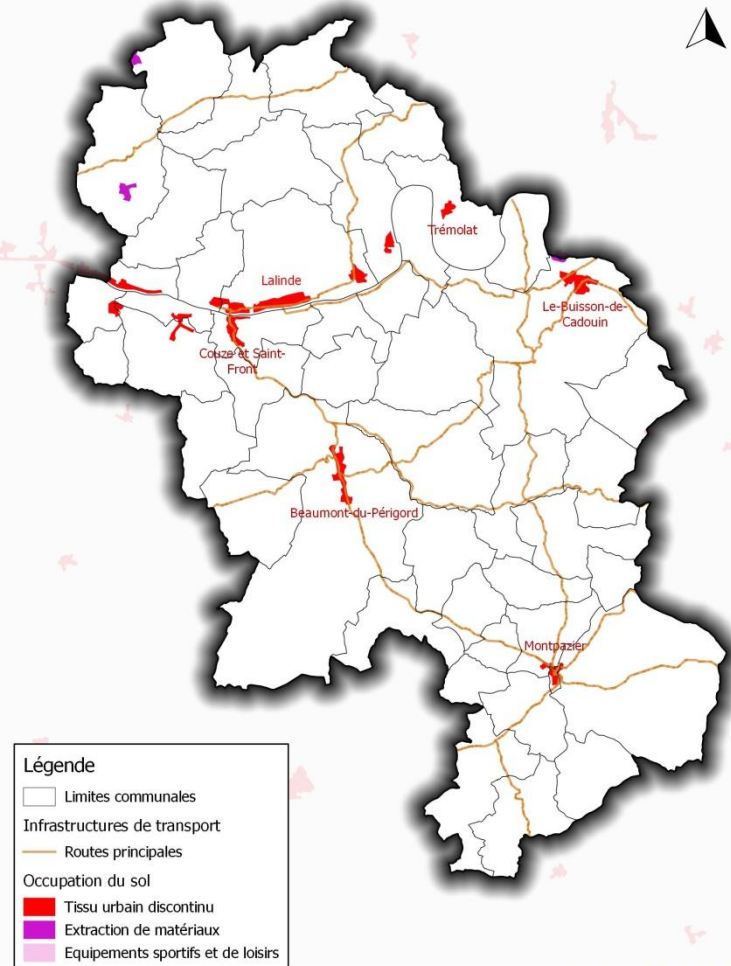 Trémolat
Lalinde
Le-Buisson-de-
Cadouin
Couze et Saint-
Front
Beaumont-du-Périgord
Montpazier
Légende
Limites communales
Infrastructures de transport
Routes principales
Occupation du sol
Tissu urbain discontinu
Extraction de matériaux
Equipements sportifs et de loisirs